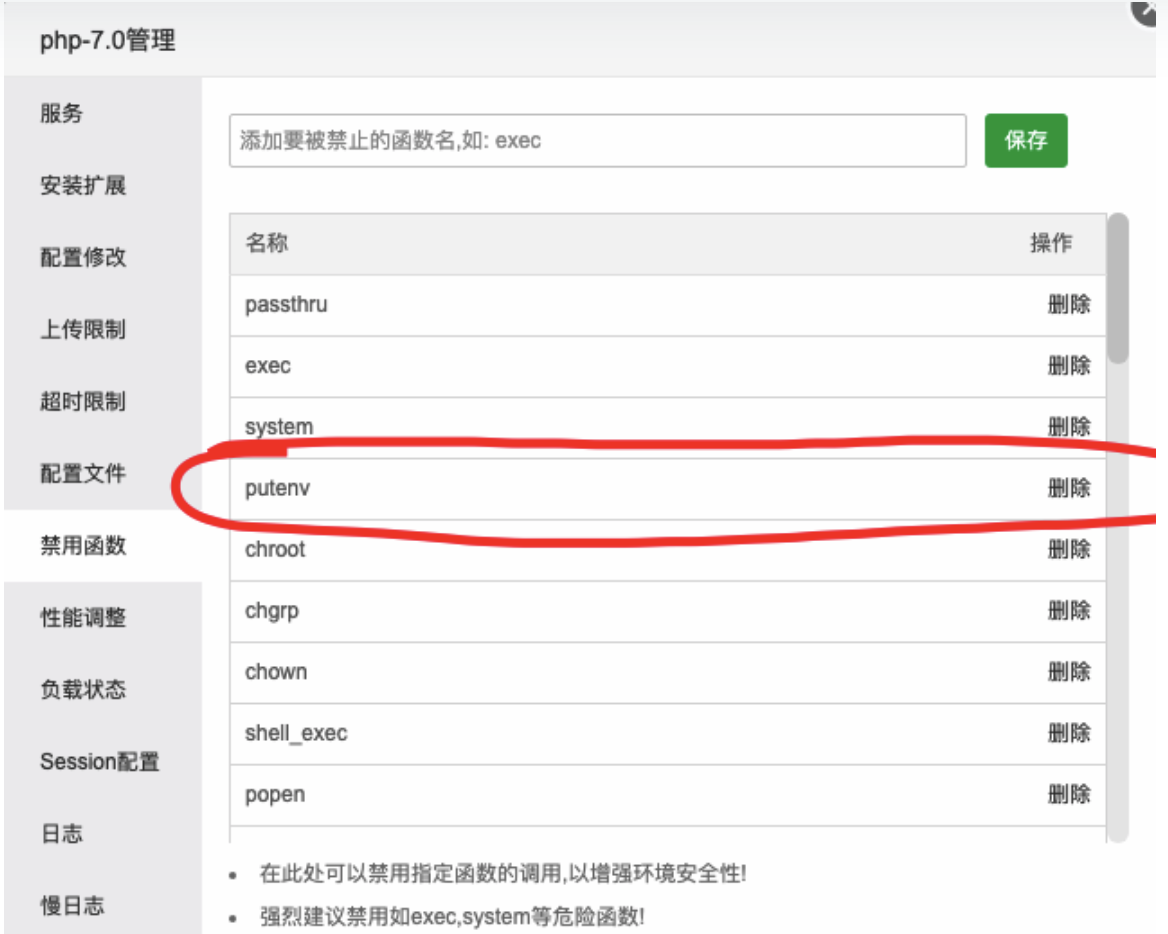 php-7.0管理
服务
安装扩展
配置修改
上传限制
超时限制
配置文件
禁用函数
性能调整
负载状态
Session配置
日志
慢日志
添加要被禁止的函数名,如: exec
保存
名称 操作
passthru 删除
exec 删除
system 删除
putenv 删除
chroot 删除
chgrp 删除
chown 删除
shell_exec 删除
popen 删除
在此处可以禁用指定函数的调用,以增强环境安全性!
强烈建议禁用如exec,system等危险函数!